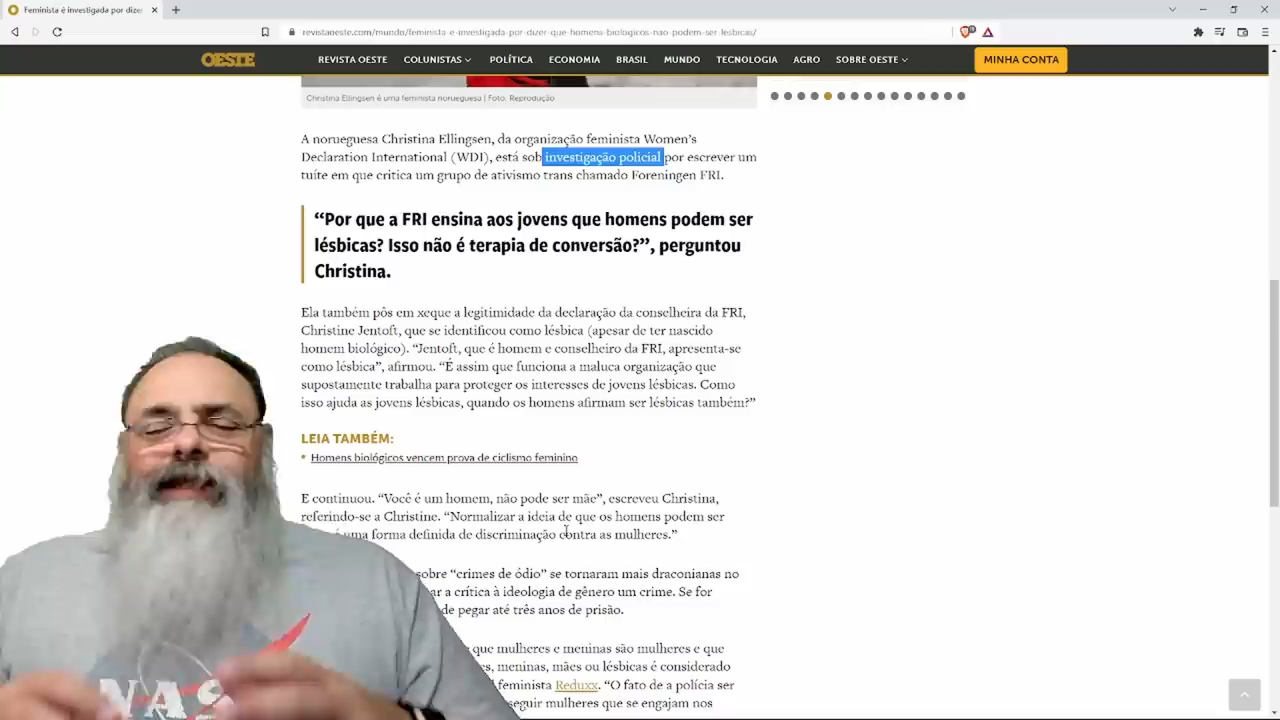 Feminista é investigada por dizer
revistaoeste.com/mundo/feminista-e-investigada-por-dizer-que-homens-biologicos-nao-podem-ser-lesbicas/
OESTE
REVISTA OESTE COLUNISTAS POLÍTICA ECONOMIA BRASIL MUNDO TECNOLOGIA AGRO SOBRE OESTE MINHA CONTA
Christina Ellingsen é uma feminista norueguesa | Foto: Reprodução
A norueguesa Christina Ellingsen, da organização feminista Women’s
Declaration International (WDI), está sob investigação policial por escrever um
tuíte em que critica um grupo de ativismo trans chamado Foreningen FRI.
“Por que a FRI ensina aos jovens que homens podem ser
lésbicas? Isso não é terapia de conversão?”, perguntou
Christina.
Ela também pôs em xeque a legitimidade da declaração da conselheira da FRI,
Christine Jentoft, que se identificou como lésbica (apesar de ter nascido
homem biológico). “Jentoft, que é homem e conselheiro da FRI, apresenta-se
como lésbica”, afirmou. “É assim que funciona a maluca organização que
supostamente trabalha para proteger os interesses de jovens lésbicas. Como
isso ajuda as jovens lésbicas, quando os homens afirmam ser lésbicas também?”
LEIA TAMBÉM:
Homens biológicos vencem prova de ciclismo feminino
E continuou. “Você é um homem, não pode ser mãe”, escreveu Christina,
referindo-se a Christine. “Normalizar a ideia de que os homens podem ser
uma forma definida de discriminação contra as mulheres.”
sobre “crimes de ódio” se tornaram mais draconianas no
ar a crítica à ideologia de gênero um crime. Se for
de pegar até três anos de prisão.
que mulheres e meninas são mulheres e que
es, meninas, mães ou lésbicas é considerado
l feminista Reduxx. “O fato de a polícia ser
seguir mulheres que se engajam nos